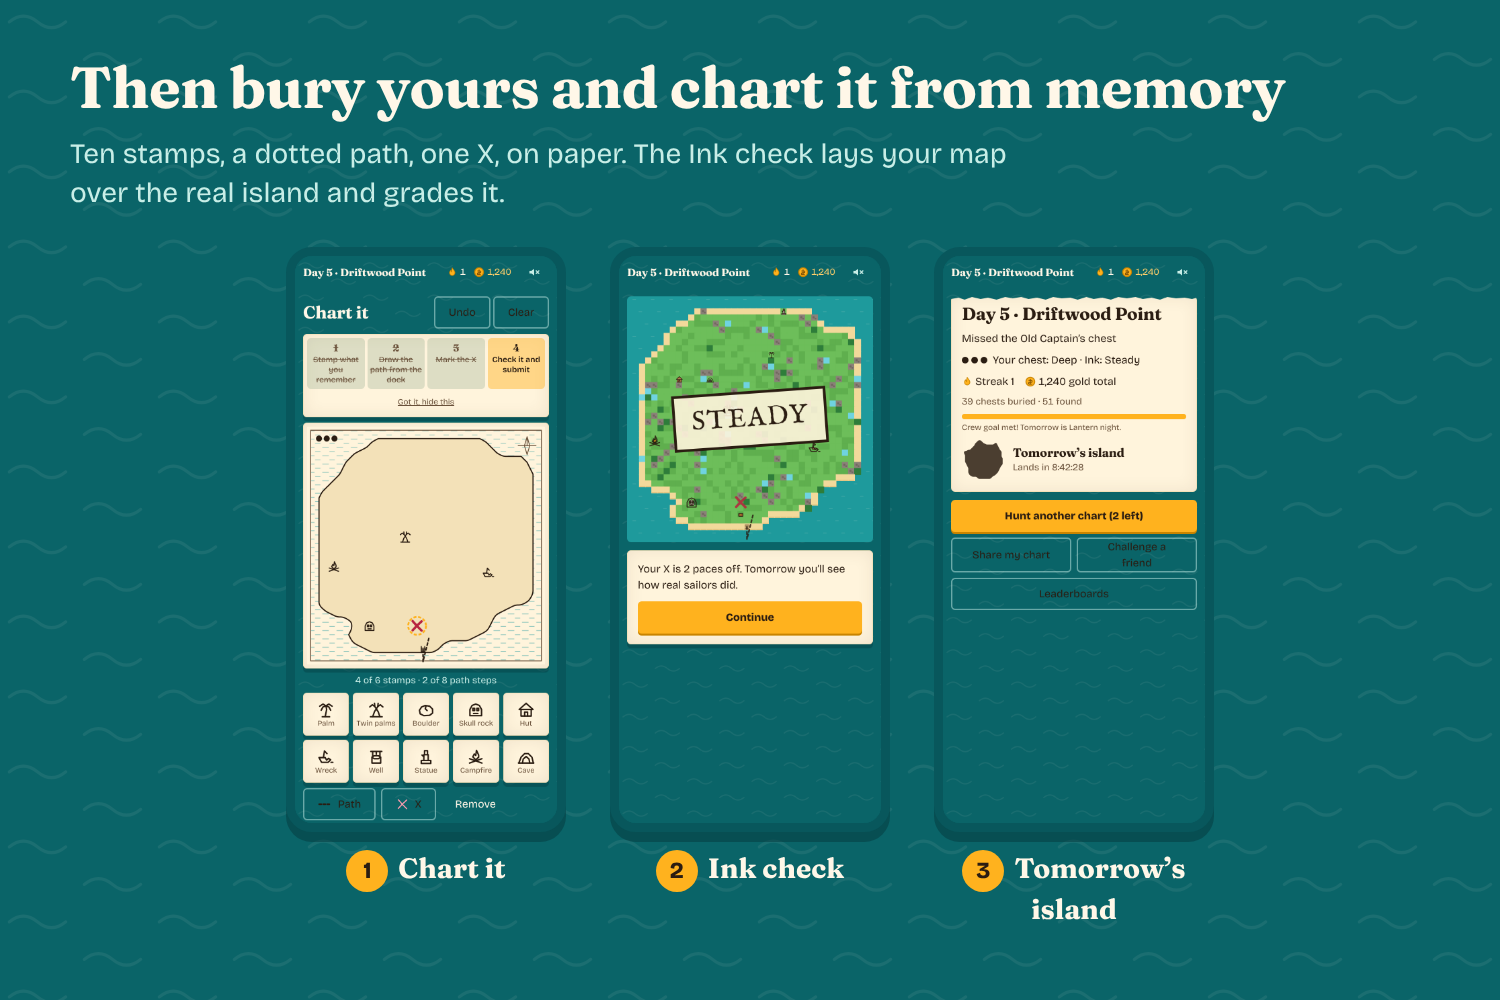 Then bury yours and chart it from memory
Ten stamps, a dotted path, one X, on paper. The Ink check lays your map
over the real island and grades it.
Day 5 · Driftwood Point
1
1,240
Chart it
Undo
Clear
1
Stamp what
you
remember
2
Draw the
path from the
dock
3
Mark the X
4
Check it and
submit
Got it, hide this
4 of 6 stamps · 2 of 8 path steps
Palm
Twin palms
Boulder
Skull rock
Hut
Wreck
Well
Statue
Campfire
Cave
Path
X
Remove
1 Chart it
Day 5 · Driftwood Point
1
1,240
STEADY
Your X is 2 paces off. Tomorrow you'll see
how real sailors did.
Continue
2 Ink check
Day 5 · Driftwood Point
1
1,240
Day 5 · Driftwood Point
Missed the Old Captain's chest
Your chest: Deep · Ink: Steady
Streak 1
1,240 gold total
39 chests buried · 51 found
Crew goal met! Tomorrow is Lantern night.
Tomorrow's island
Lands in 8:42:28
Hunt another chart (2 left)
Share my chart
Challenge a
friend
Leaderboards
3 Tomorrow's
island